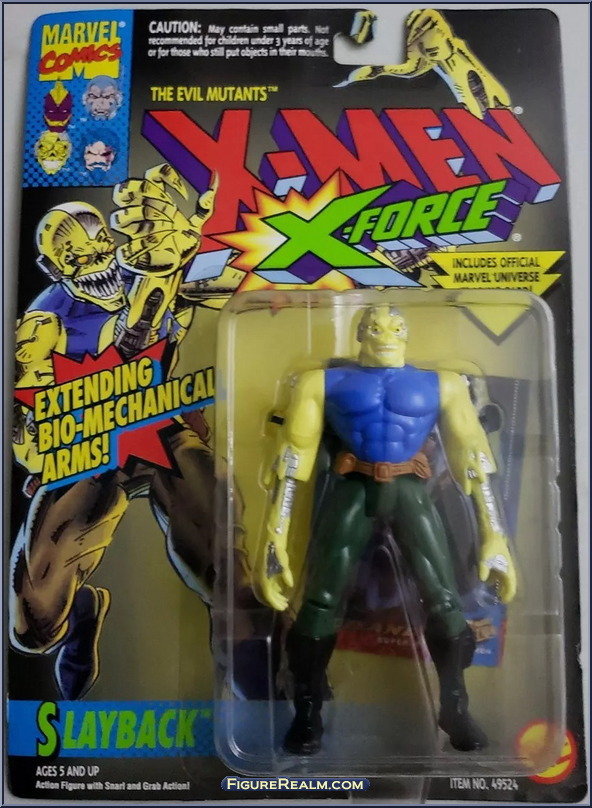 MARVEL
COMICS
CAUTION: May contain small parts. Not
recommended for children under 3 years of age
or for those who still put objects in their mouths.
THE EVIL MUTANTS™
X-MEN®
X-FORCE®
INCLUDES OFFICIAL
MARVEL UNIVERSE
EXTENDING
BIO-MECHANICAL
ARMS!
SUPER
MEN
SLAYBACK™
AGES 5 AND UP
Action Figure with Snarl and Grab Action!
FIGUREREALM.COM
ITEM NO. 49524